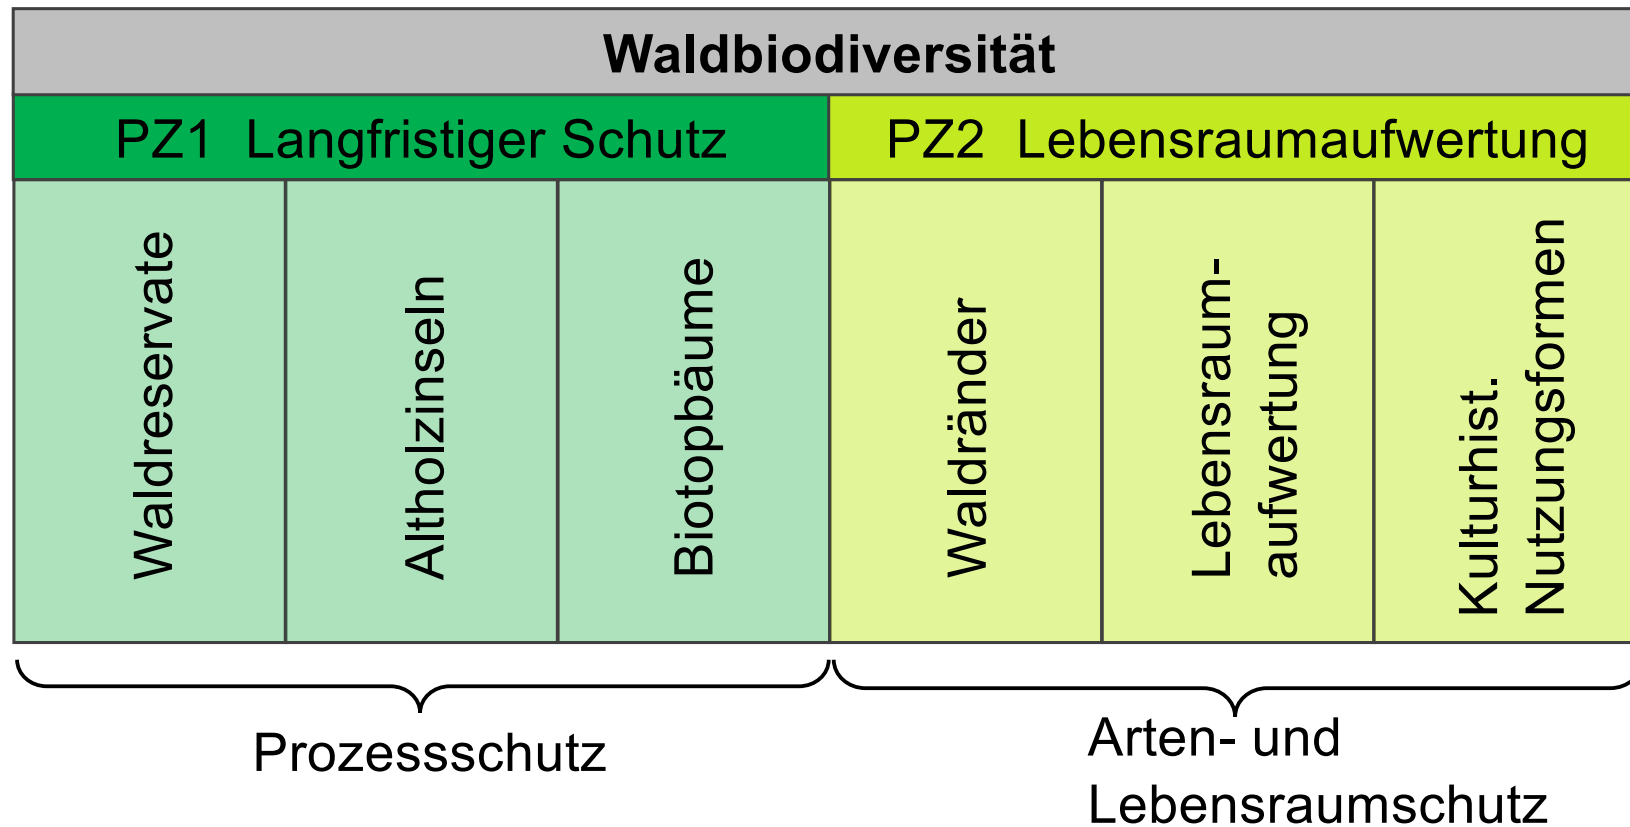 Waldbiodiversität
PZ1 Langfristiger Schutz
PZ2 Lebensraumaufwertung
Waldreservate
Altholzinseln
Biotopbäume
Waldränder
Lebensraum-
aufwertung
Kulturhist.
Nutzungsformen
Prozessschutz
Arten- und
Lebensraumschutz